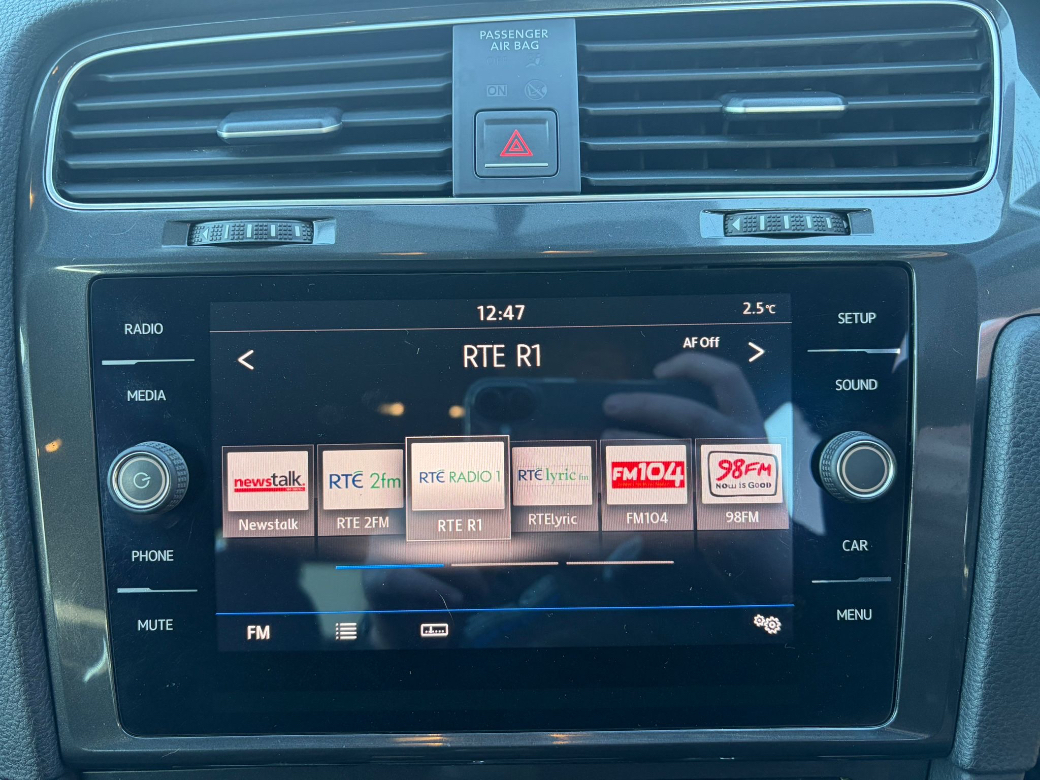 PASSENGER
AIR BAG
ON
RADIO
MEDIA
PHONE
MUTE
12:47
2.5°C
<
RTE R1
AF Off
>
newstalk.
Newstalk
RTÉ 2fm
RTE 2FM
RTÉ RADIO 1
RTE R1
RTÉ lyric fm
RTElyric
FM104
FM104
98FM
NOW IS GOOD
98FM
FM
SETUP
SOUND
CAR
MENU